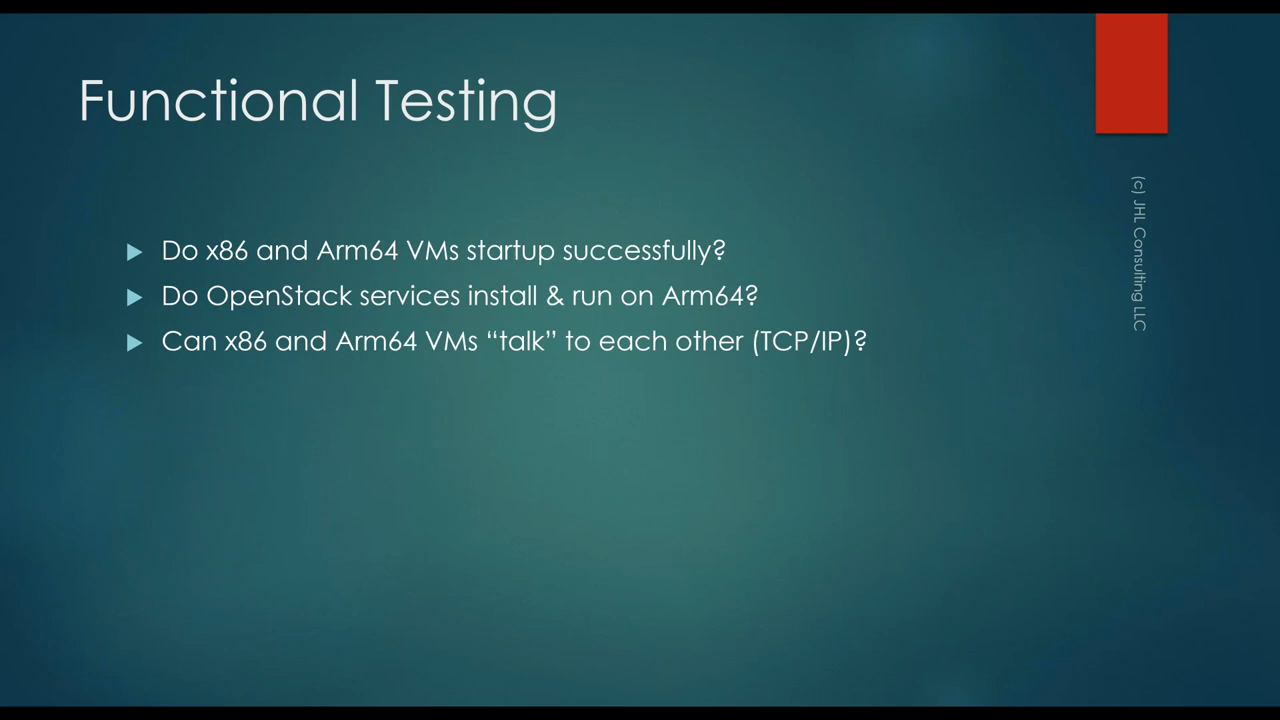 Functional Testing
Do x86 and Arm64 VMs startup successfully?
Do OpenStack services install & run on Arm64?
Can x86 and Arm64 VMs “talk” to each other (TCP/IP)?
(c) JHL Consulting LLC